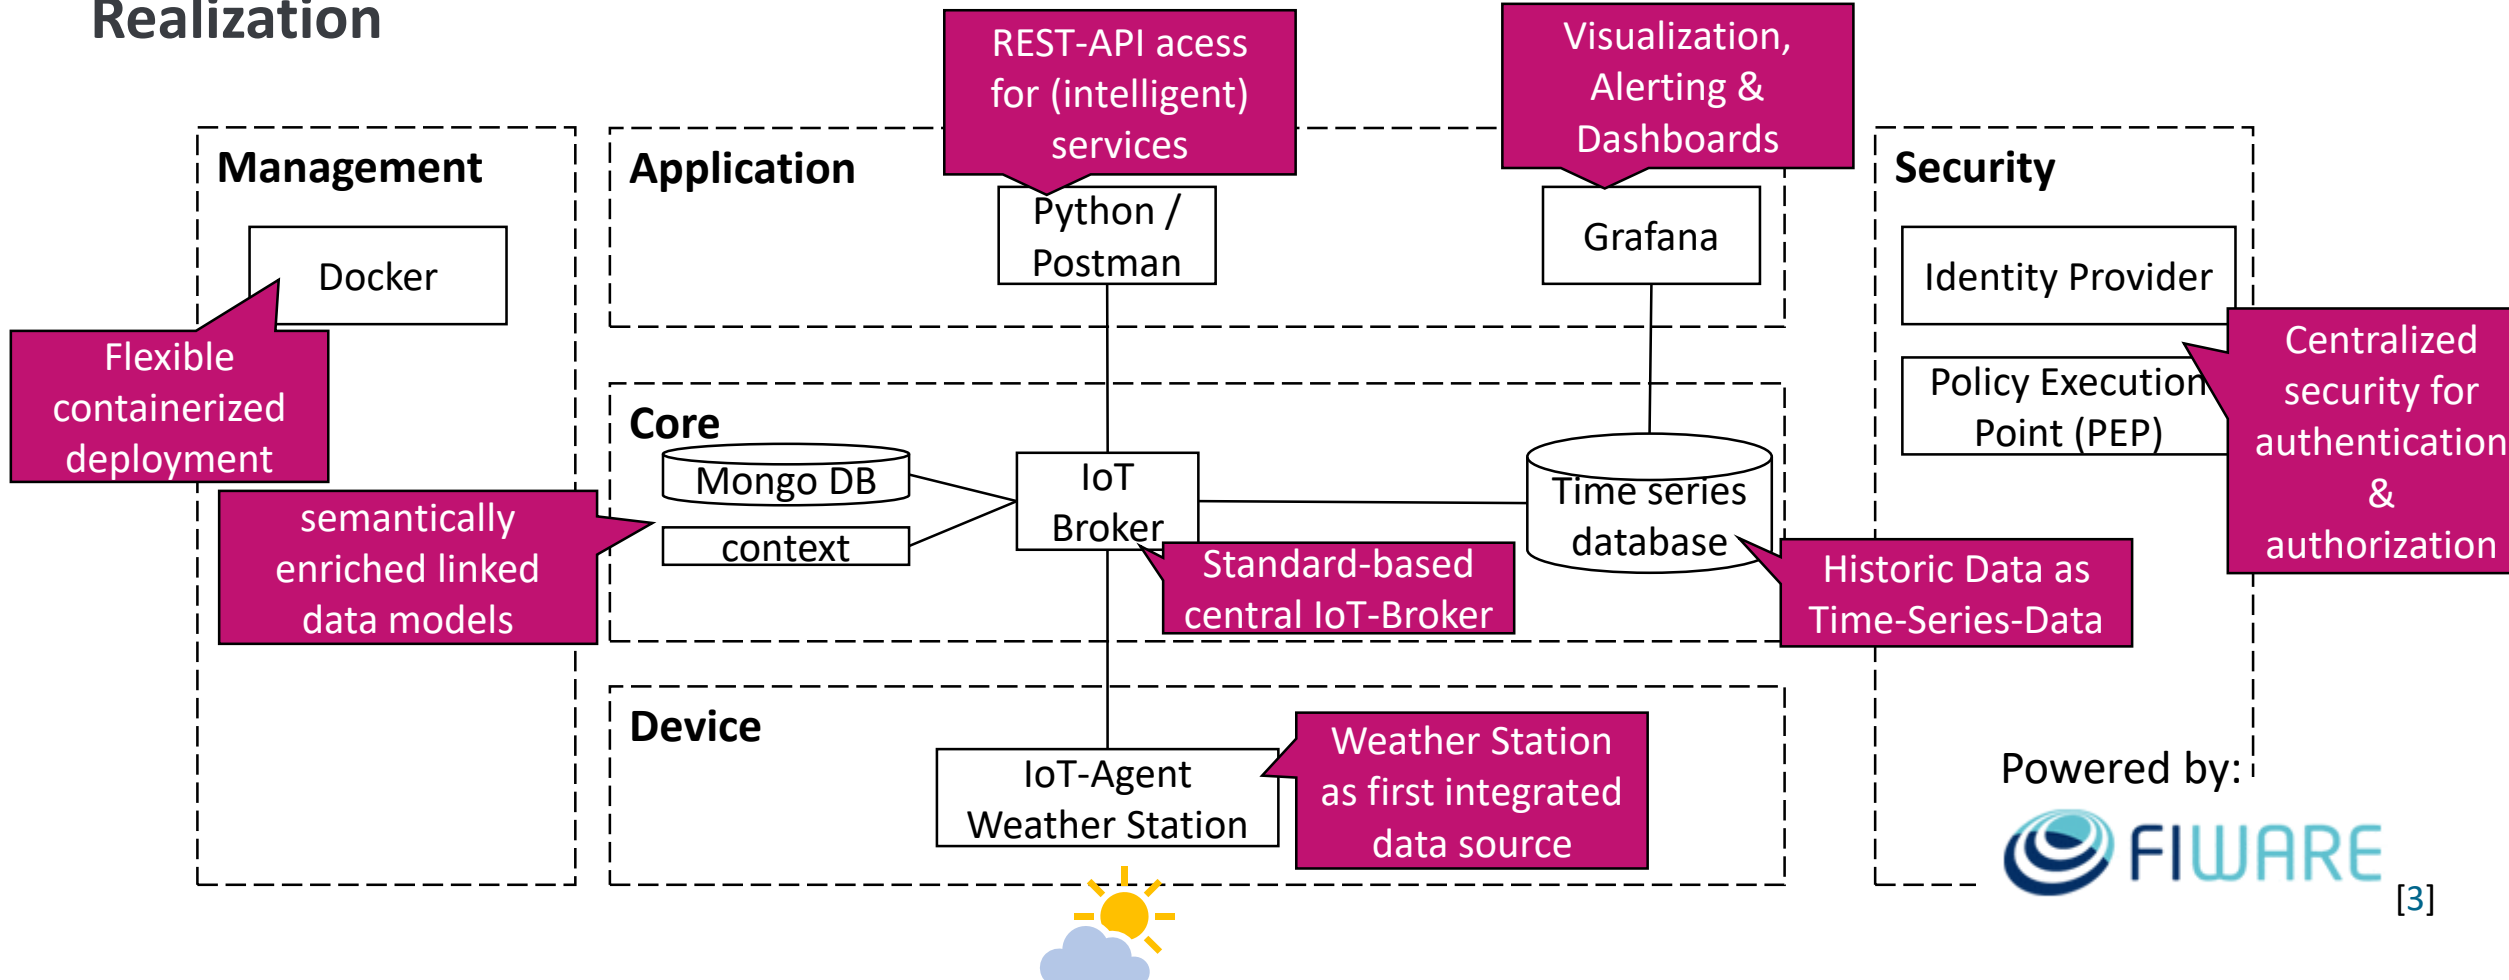 Realization
REST-API acess
for (intelligent)
services
Visualization,
Alerting &
Dashboards
Management
Docker
Flexible
containerized
deployment
Application
Python /
Postman
Grafana
Security
Identity Provider
Policy Execution
Point (PEP)
Centralized
security for
authentication
&
authorization
Core
Mongo DB
context
semantically
enriched linked
data models
IoT
Broker
Standard-based
central IoT-Broker
Time series
database
Historic Data as
Time-Series-Data
Device
IoT-Agent
Weather Station
Weather Station
as first integrated
data source
Powered by:
FIWARE
[3]